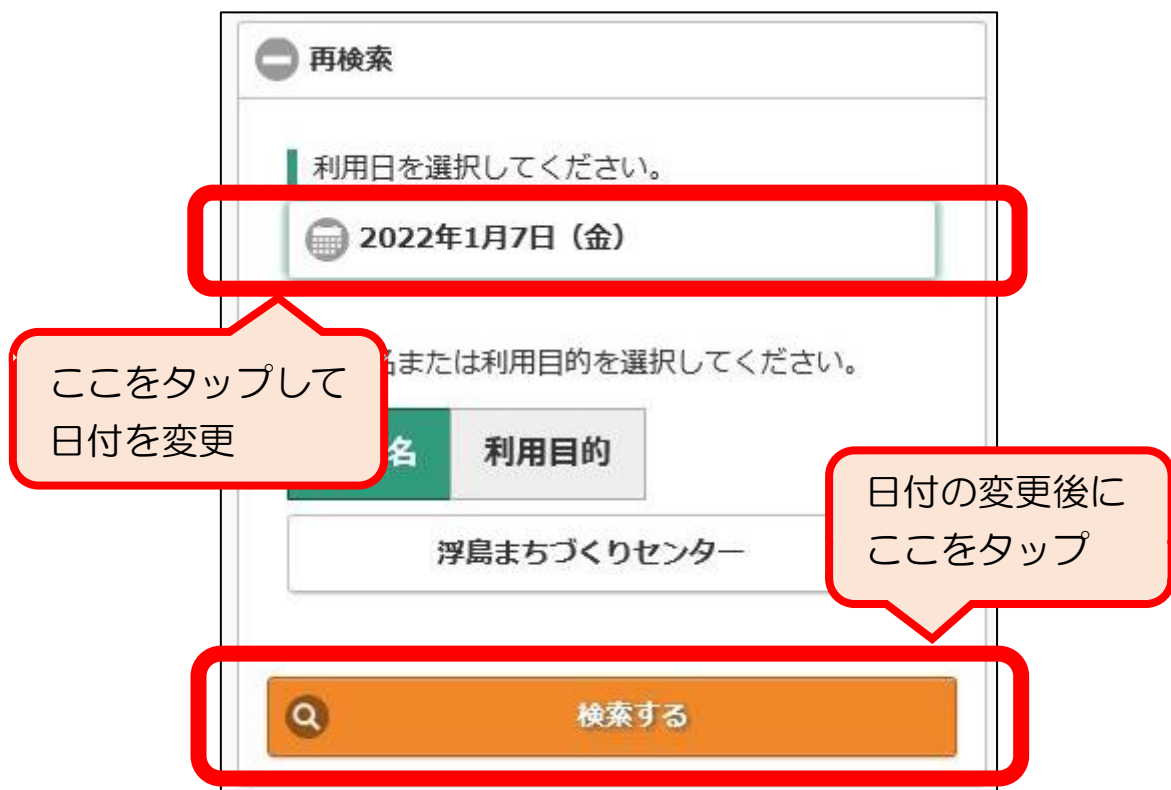 再検索
利用日を選択してください。
2022年1月7日（金）
ここをタップして
日付を変更
名または利用目的を選択してください。
名
利用目的
日付の変更後に
ここをタップ
浮島まちづくりセンター
検索する